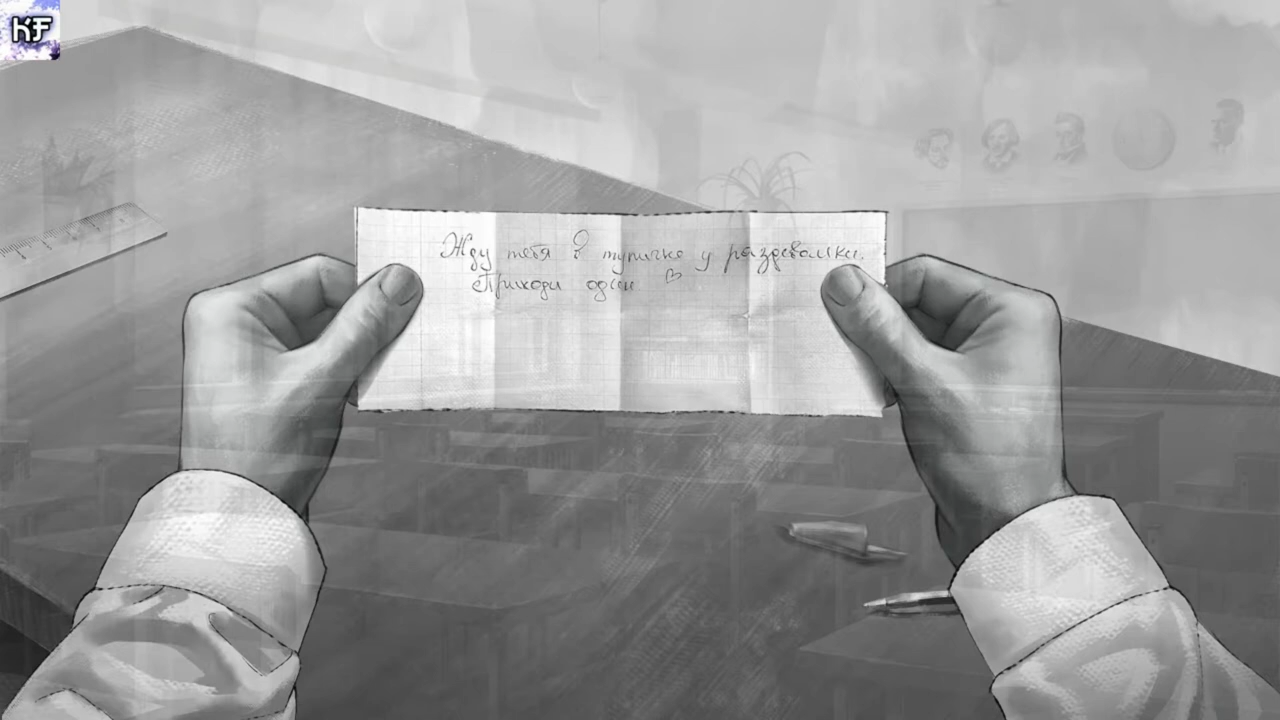 KF
Жду тебя в тупичке у раздевалки.
Приходи один ♡